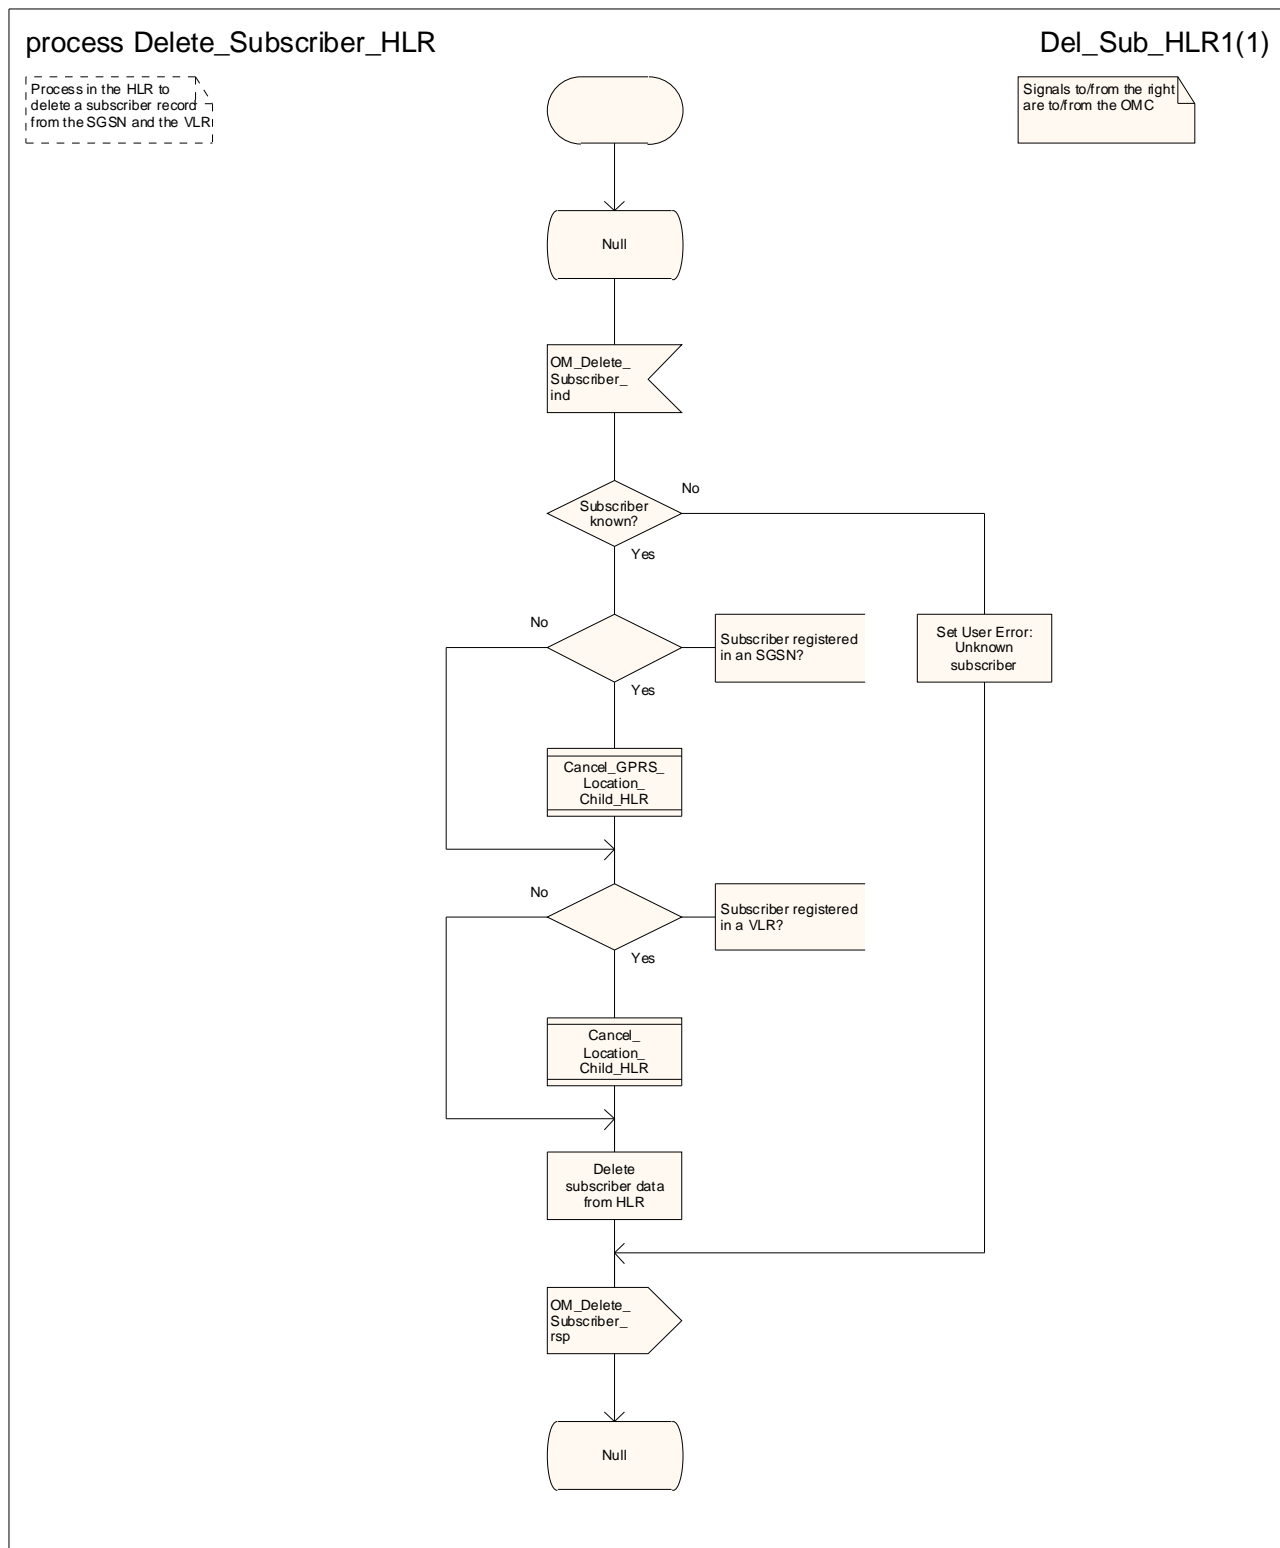 process Delete_Subscriber_HLR
Del_Sub_HLR1(1)
Process in the HLR to
delete a subscriber record
from the SGSN and the VLR
Signals to/from the right
are to/from the OMC
Null
OM_Delete_
Subscriber_
ind
Subscriber
known?
No
Yes
No
Subscriber registered
in an SGSN?
Set User Error:
Unknown
subscriber
Yes
Cancel_GPRS_
Location_
Child_HLR
No
Subscriber registered
in a VLR?
Yes
Cancel_
Location_
Child_HLR
Delete
subscriber data
from HLR
OM_Delete_
Subscriber_
rsp
Null